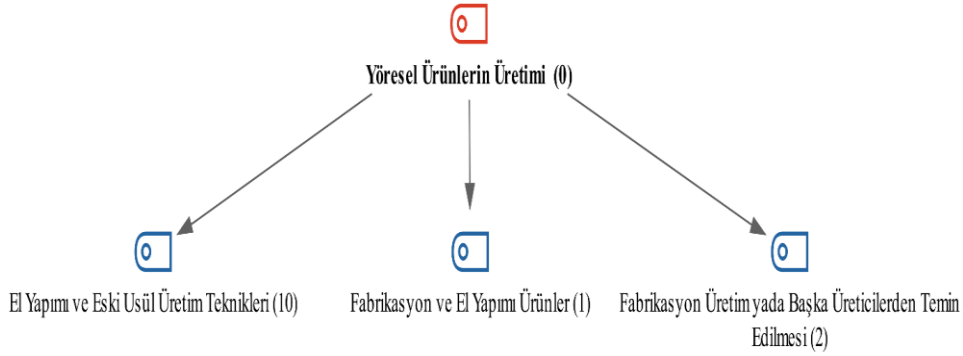 Yöresel Ürünlerin Üretimi (0)
El Yapımı ve Eski Usül Üretim Teknikleri (10)
Fabrikasyon ve El Yapımı Ürünler (1)
Fabrikasyon Üretim yada Başka Üreticilerden Temin
Edilmesi (2)